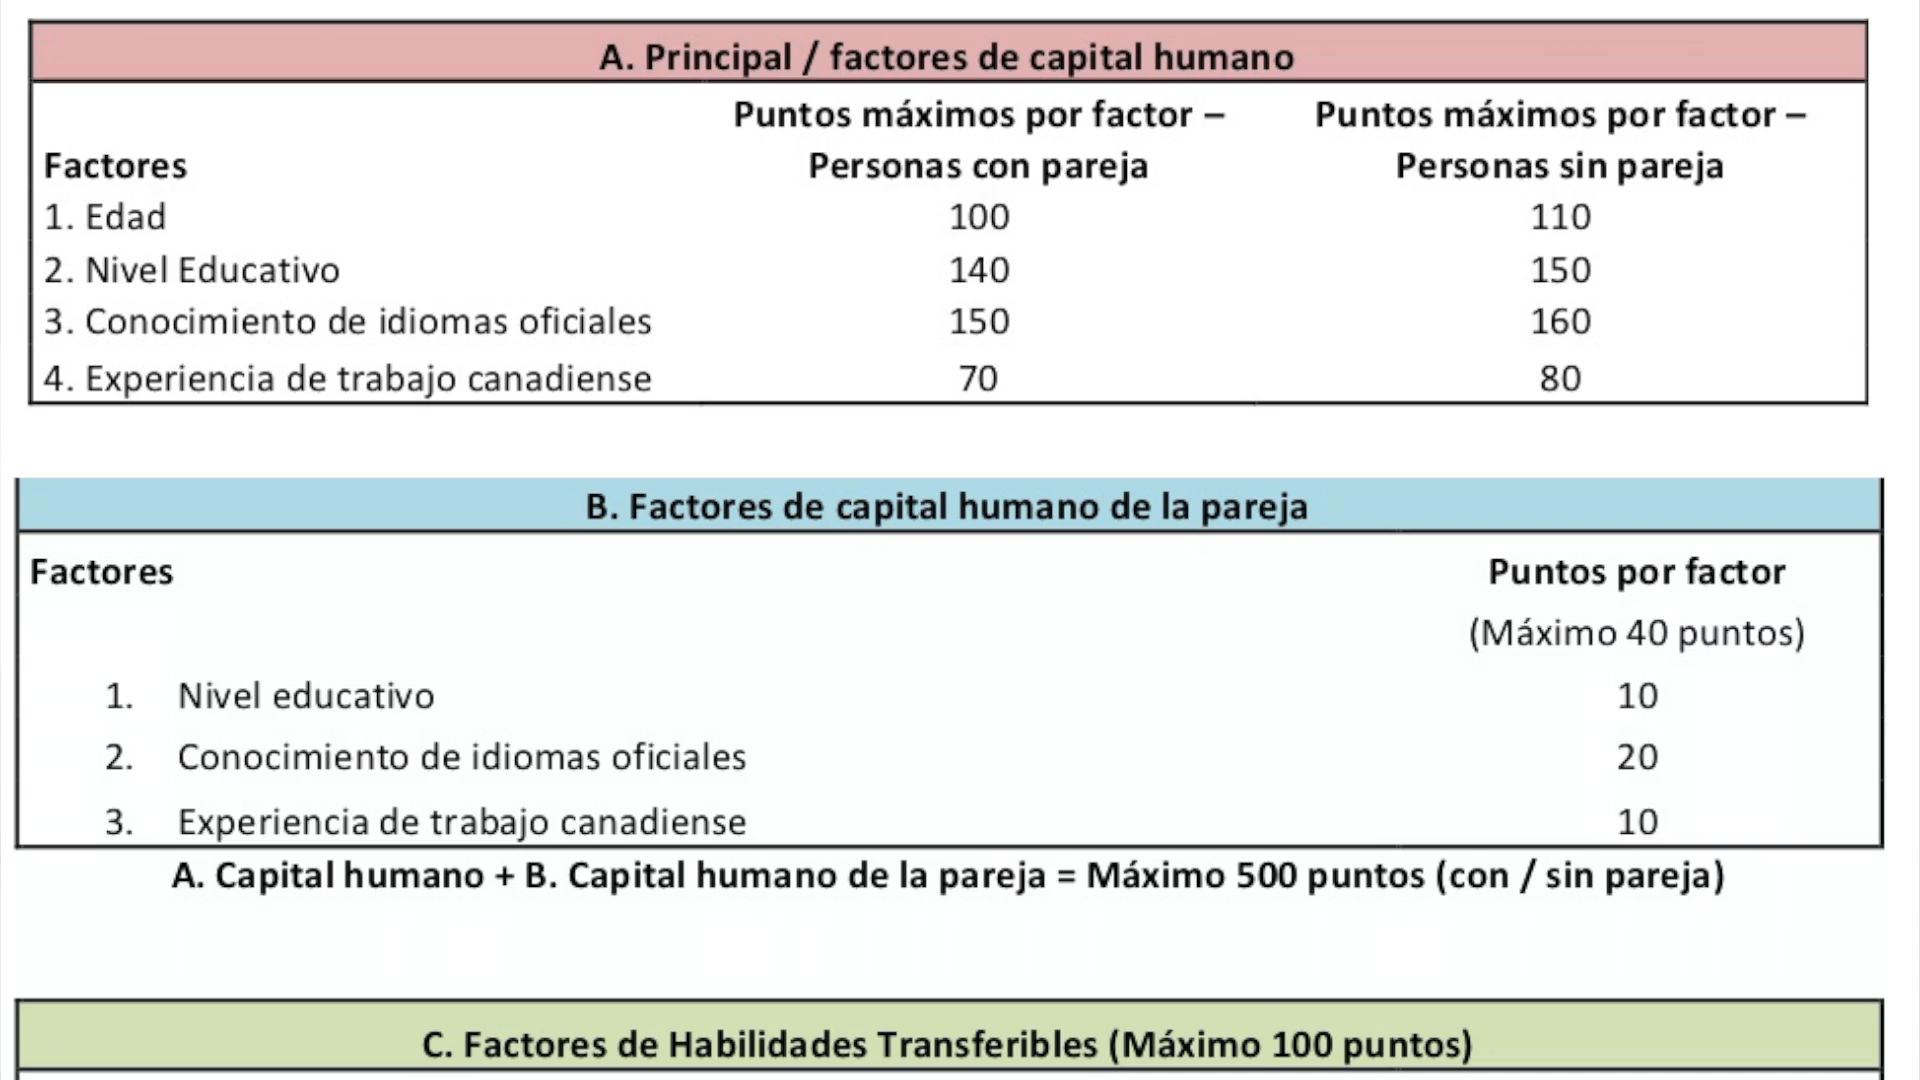 A. Principal / factores de capital humano
Puntos máximos por factor – Puntos máximos por factor –
Factores Personas con pareja Personas sin pareja
1. Edad 100 110
2. Nivel Educativo 140 150
3. Conocimiento de idiomas oficiales 150 160
4. Experiencia de trabajo canadiense 70 80
B. Factores de capital humano de la pareja
Factores Puntos por factor
(Máximo 40 puntos)
1. Nivel educativo 10
2. Conocimiento de idiomas oficiales 20
3. Experiencia de trabajo canadiense 10
A. Capital humano + B. Capital humano de la pareja = Máximo 500 puntos (con / sin pareja)
C. Factores de Habilidades Transferibles (Máximo 100 puntos)